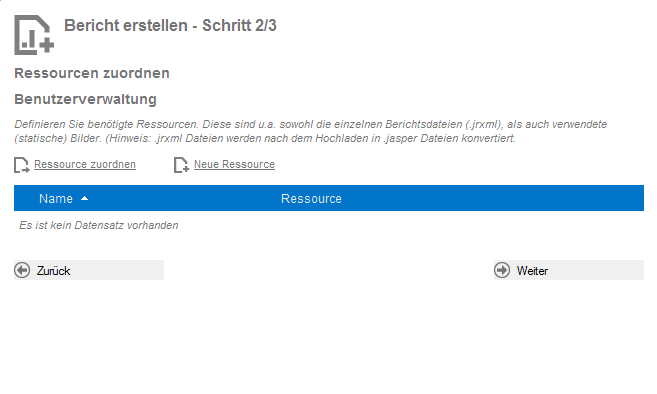 Bericht erstellen - Schritt 2/3
Ressourcen zuordnen
Benutzerverwaltung
Definieren Sie benötigte Ressourcen. Diese sind u.a. sowohl die einzelnen Berichtsdateien (.jrxml), als auch verwendete
(statische) Bilder. (Hinweis: .jrxml Dateien werden nach dem Hochladen in .jasper Dateien konvertiert.
Ressource zuordnen Neue Ressource
Name Ressource
Es ist kein Datensatz vorhanden
Zurück Weiter